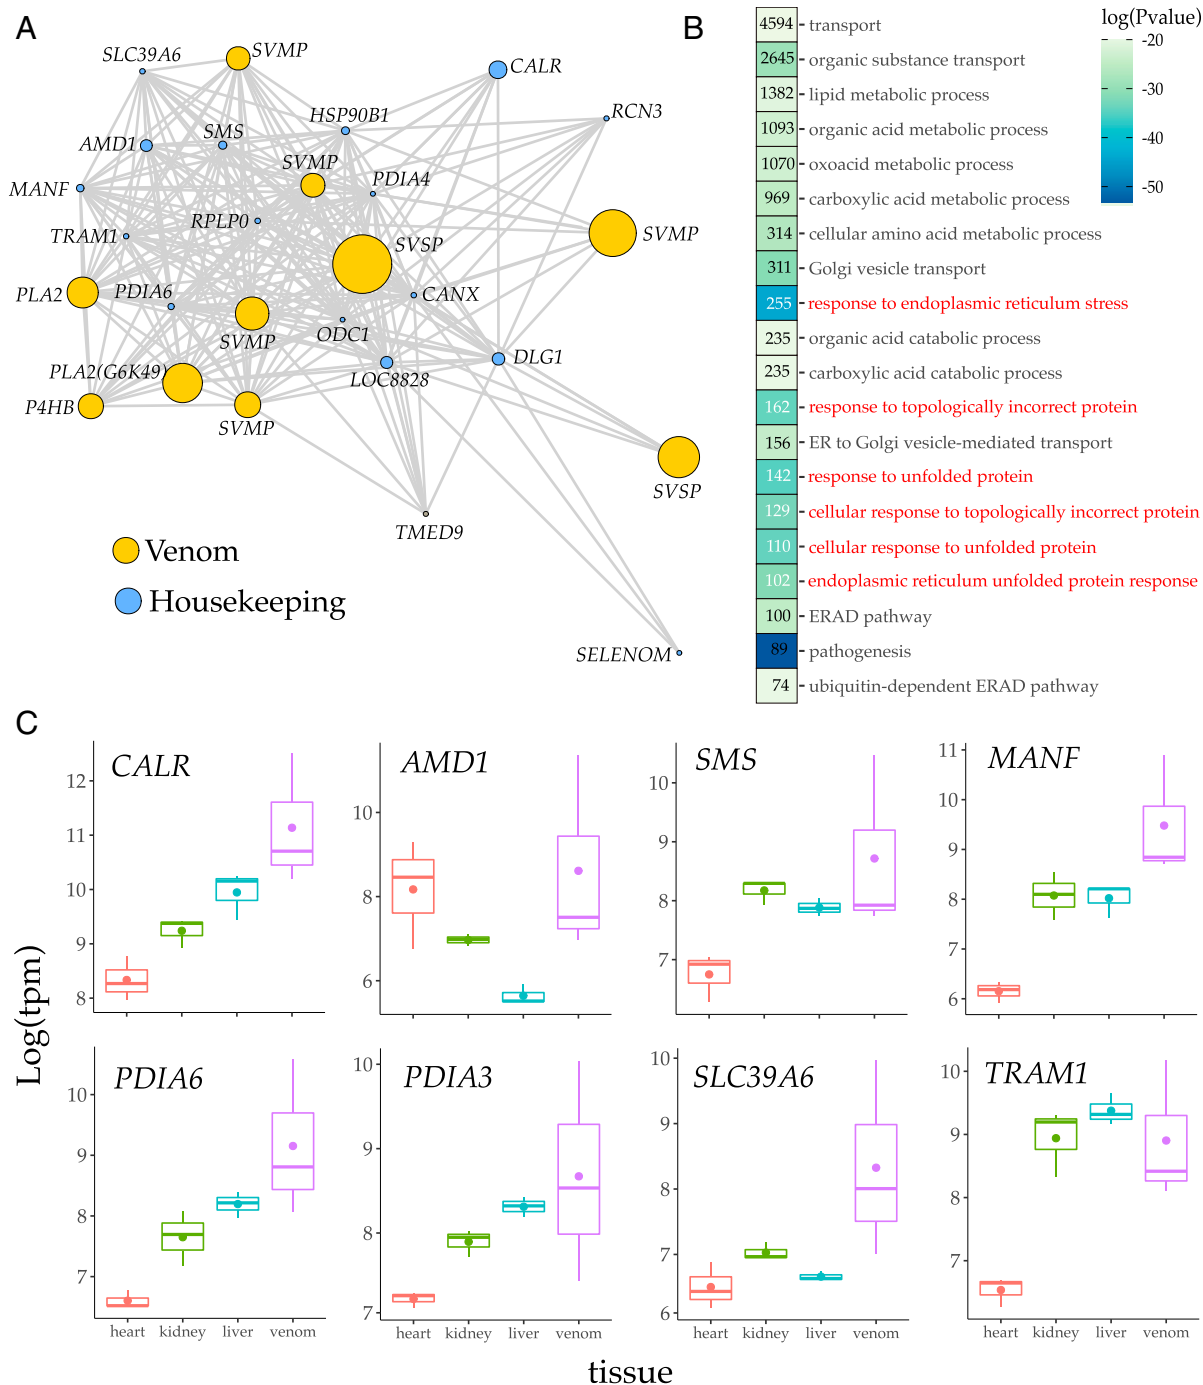 A
SLC39A6
SVMP
CALR
HSP90B1
RCN3
AMD1
SMS
SVMP
MANF
PDIA4
RPLP0
TRAM1
SVSP
SVMP
PLA2
PDIA6
CANX
SVMP
ODC1
DLG1
PLA2(G6K49)
LOC8828
P4HB
SVMP
SVSP
TMED9
Venom
Housekeeping
SELENOM
B
4594 transport
2645 organic substance transport
1382 lipid metabolic process
1093 organic acid metabolic process
1070 oxoacid metabolic process
969 carboxylic acid metabolic process
314 cellular amino acid metabolic process
311 Golgi vesicle transport
255 response to endoplasmic reticulum stress
235 organic acid catabolic process
235 carboxylic acid catabolic process
162 response to topologically incorrect protein
156 ER to Golgi vesicle-mediated transport
142 response to unfolded protein
129 cellular response to topologically incorrect protein
110 cellular response to unfolded protein
102 endoplasmic reticulum unfolded protein response
100 ERAD pathway
89 pathogenesis
74 ubiquitin-dependent ERAD pathway
log(Pvalue)
-20
-30
-40
-50
C
Log(tpm)
CALR
12
11
10
9
8
AMD1
10
8
6
SMS
10
9
8
7
MANF
11
10
9
8
7
6
PDIA6
10
9
8
7
heart kidney liver venom
PDIA3
10
9
8
7
heart kidney liver venom
SLC39A6
10
9
8
7
6
heart kidney liver venom
TRAM1
10
9
8
7
heart kidney liver venom
tissue